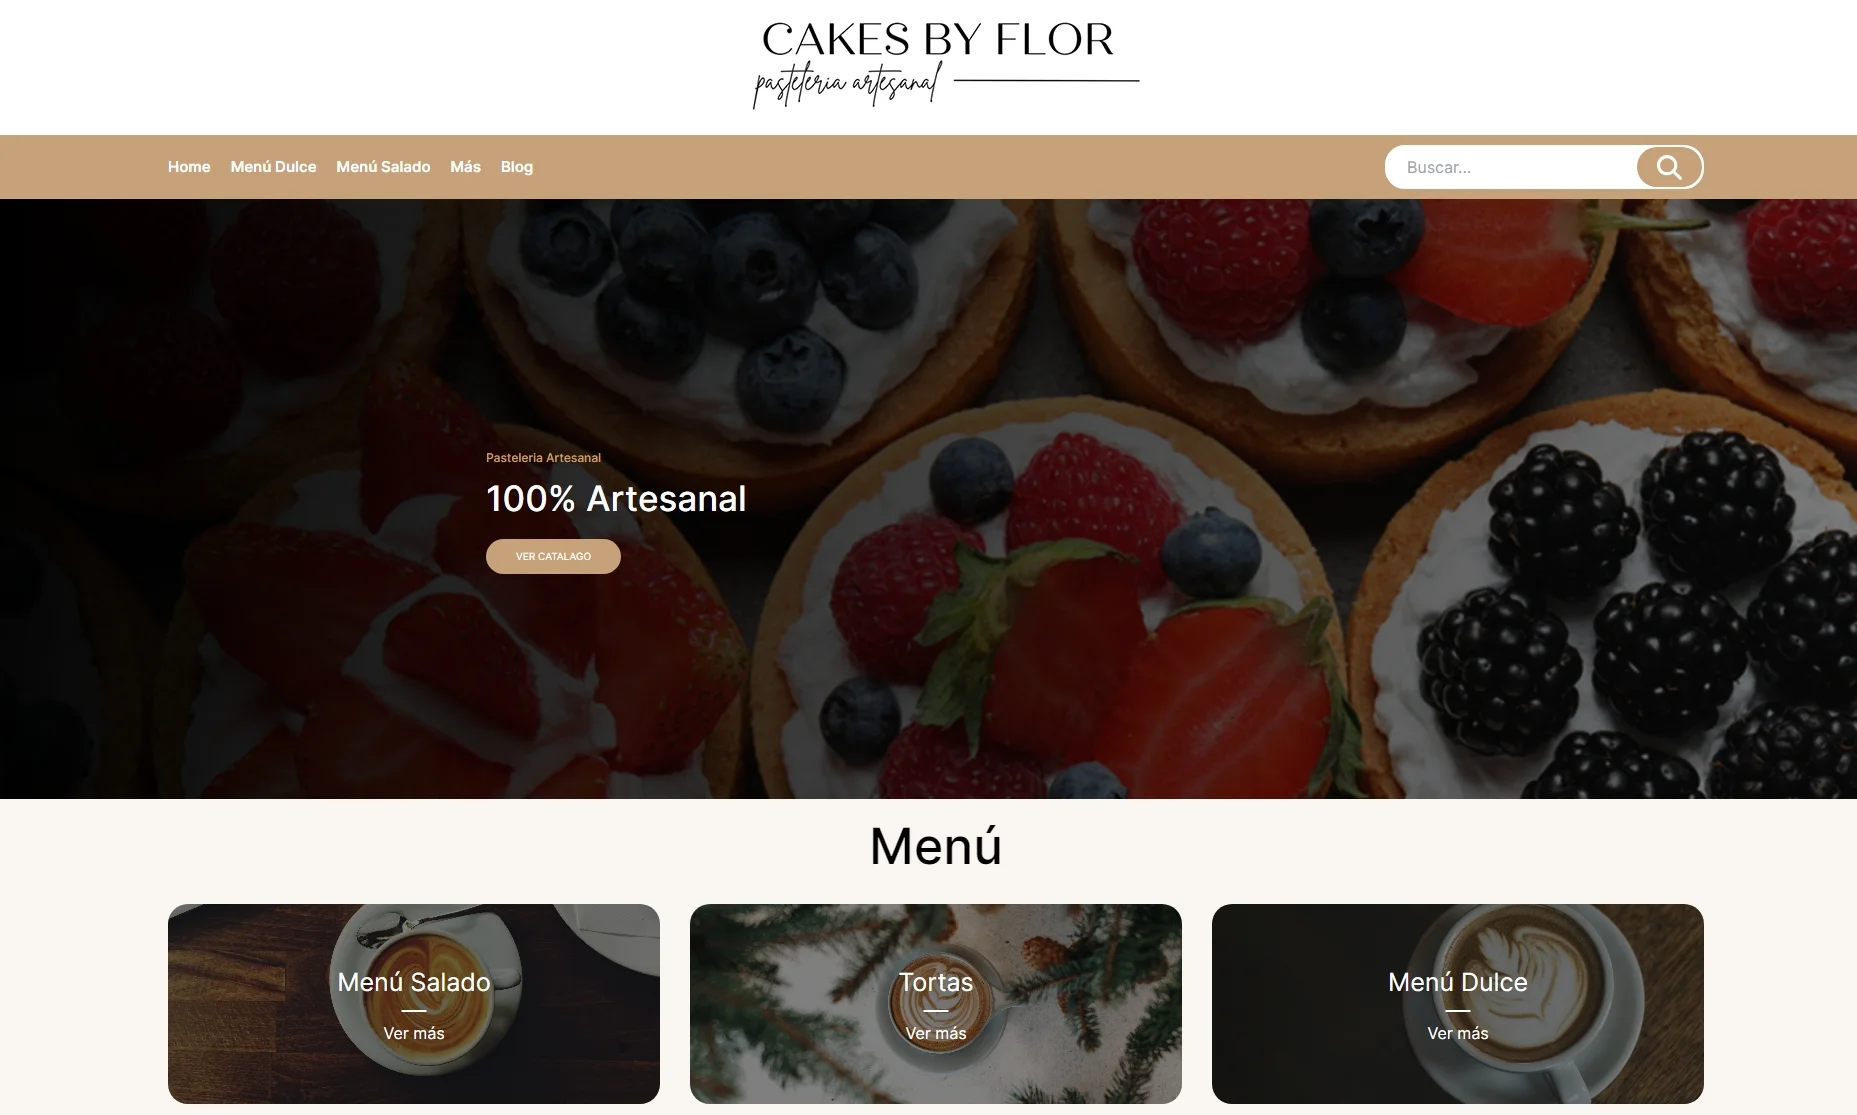 CAKES BY FLOR
pasteleria artesanal
Home Menú Dulce Menú Salado Más Blog
Buscar...
Pasteleria Artesanal
100% Artesanal
VER CATALAGO
Menú
Menú Salado
Ver más
Tortas
Ver más
Menú Dulce
Ver más